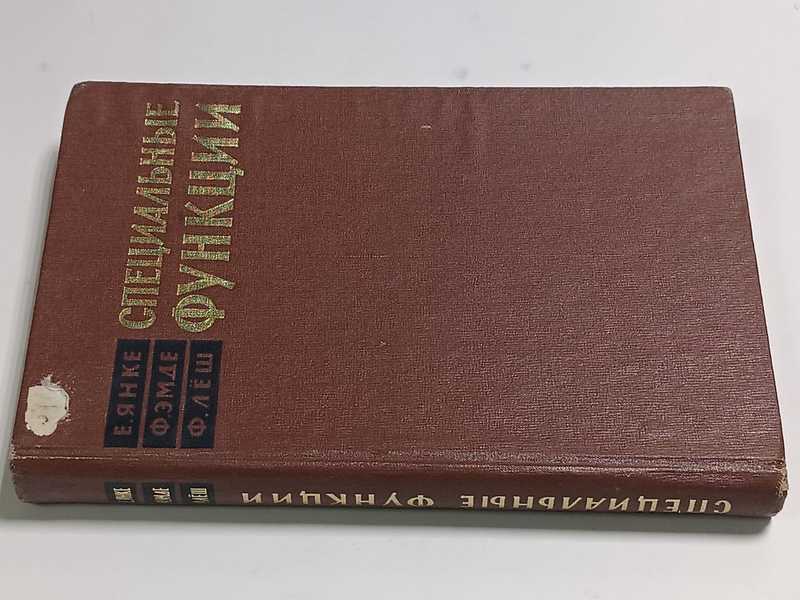 Е. ЯНКЕ
Ф. ЭМДЕ
Ф. ЛЁШ
СПЕЦИАЛЬНЫЕ
ФУНКЦИИ
СПЕЦИАЛЬНЫЕ ФУНКЦИИ